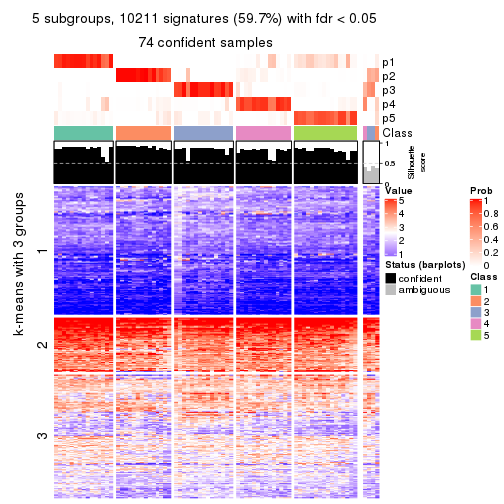 5 subgroups, 10211 signatures (59.7%) with fdr < 0.05
74 confident samples
p1
p2
p3
p4
p5
Class
1
0.5
0
Silhouette
score
k-means with 3 groups
1
2
3
Value
5
4
3
2
1
Status (barplots)
confident
ambiguous
Prob
1
0.8
0.6
0.4
0.2
0
Class
1
2
3
4
5